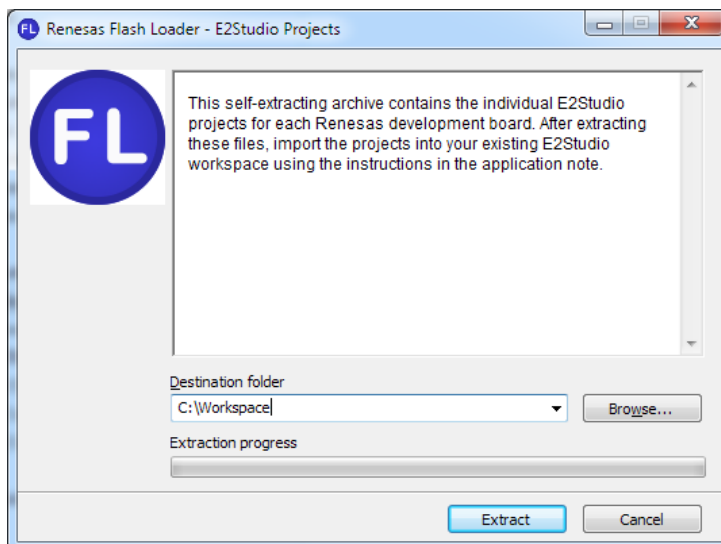 FL Renesas Flash Loader - E2Studio Projects
FL
This self-extracting archive contains the individual E2Studio
projects for each Renesas development board. After extracting
these files, import the projects into your existing E2Studio
workspace using the instructions in the application note.
Destination folder
C:\Workspace
Browse...
Extraction progress
Extract
Cancel